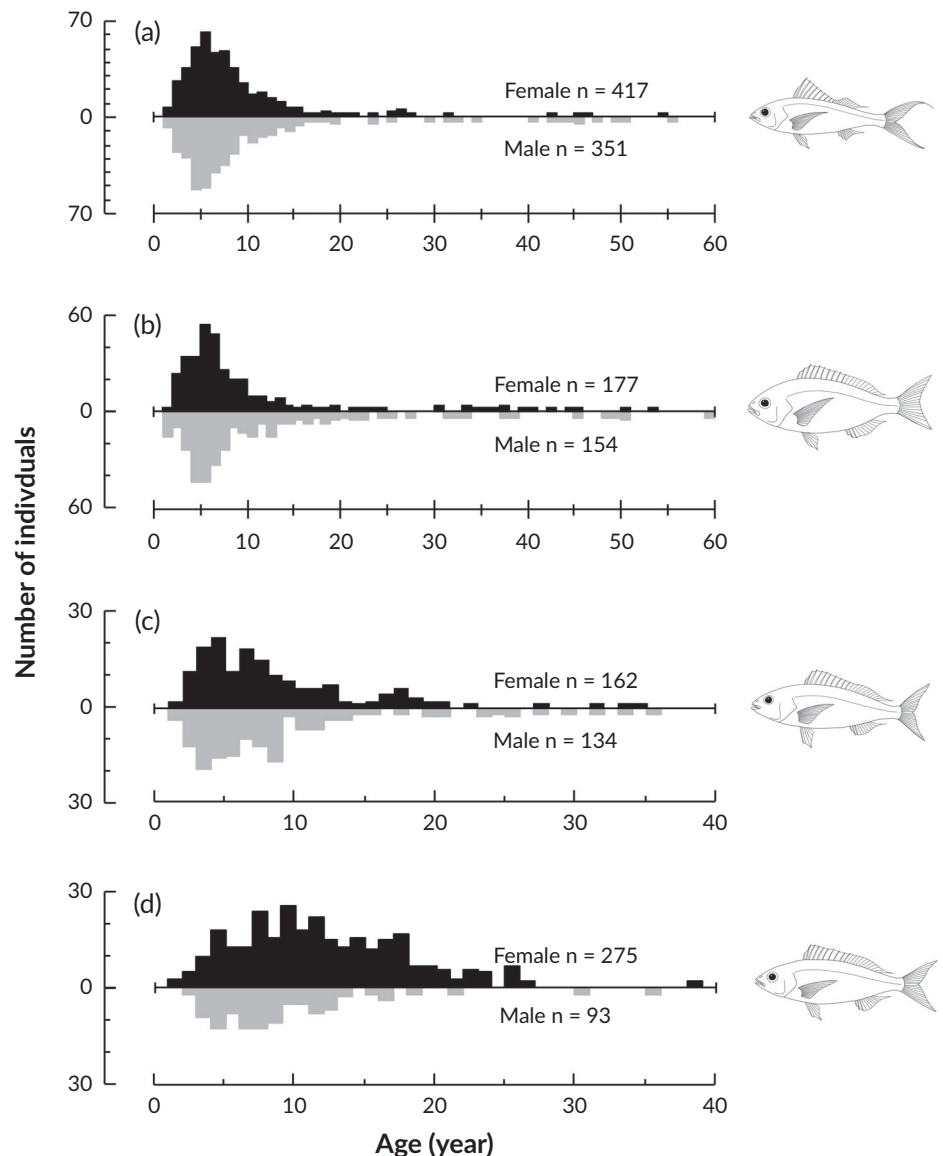 70
(a)
Female n = 417
0
Male n = 351
70
0 10 20 30 40 50 60
60
(b)
Female n = 177
0
Male n = 154
60
0 10 20 30 40 50 60
Number of indivduals
30
(c)
Female n = 162
0
Male n = 134
30
0 10 20 30 40
30
(d)
Female n = 275
0
Male n = 93
30
0 10 20 30 40
Age (year)